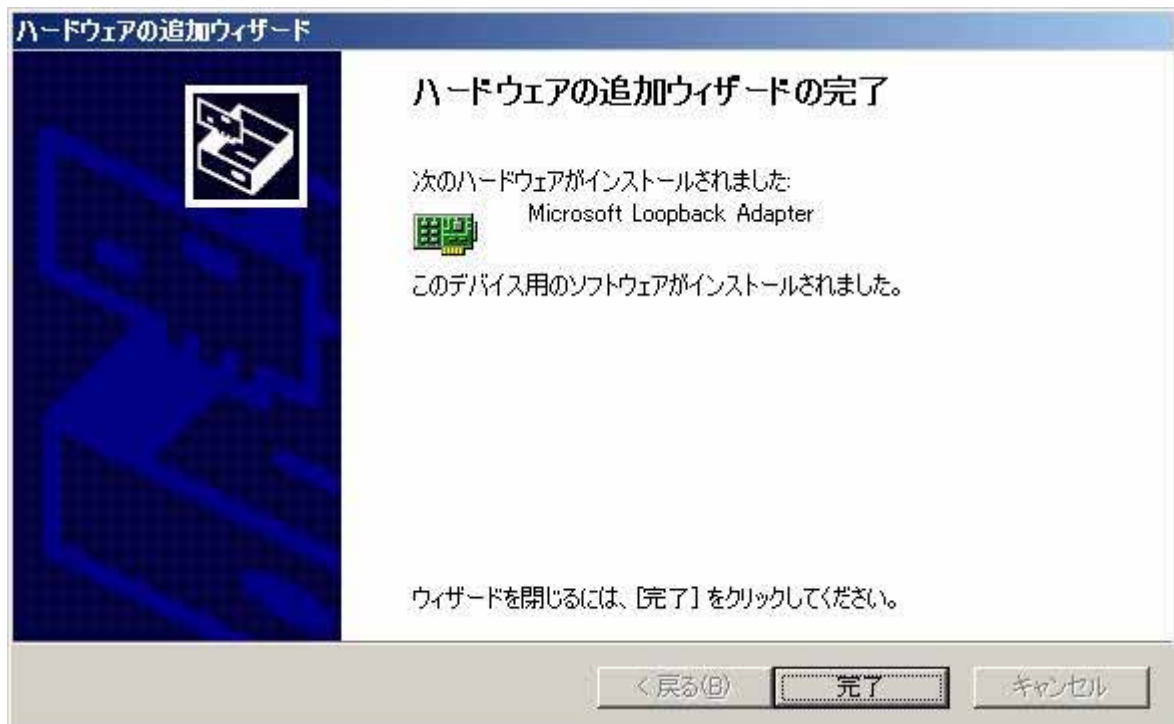 ハードウェアの追加ウィザード
ハードウェアの追加ウィザードの完了
次のハードウェアがインストールされました:
Microsoft Loopback Adapter
このデバイス用のソフトウェアがインストールされました。
ウィザードを閉じるには、[完了] をクリックしてください。
< 戻る(B)
完了
キャンセル